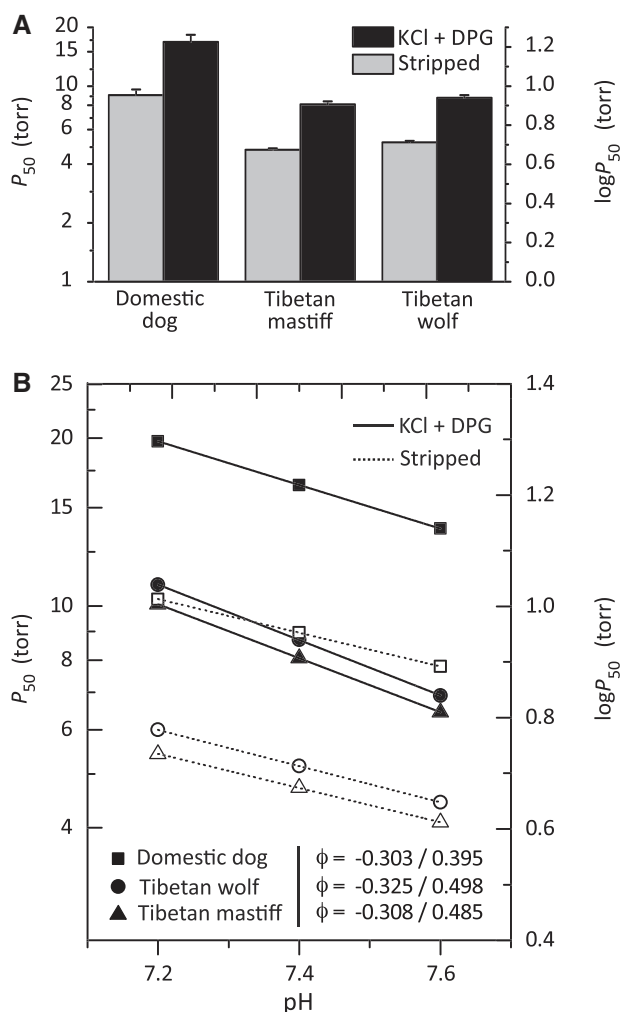 A
P50 (torr)
20
15
10
8
6
4
2
1
KCl + DPG
Stripped
1.2
1.0
0.8
0.6
0.4
0.2
0.0
logP50 (torr)
Domestic
dog
Tibetan
mastiff
Tibetan
wolf
B
P50 (torr)
25
20
15
10
8
6
4
KCl + DPG
Stripped
1.4
1.2
1.0
0.8
0.6
0.4
logP50 (torr)
Domestic dog ϕ = -0.303 / 0.395
Tibetan wolf ϕ = -0.325 / 0.498
Tibetan mastiff ϕ = -0.308 / 0.485
7.2 7.4 7.6
pH